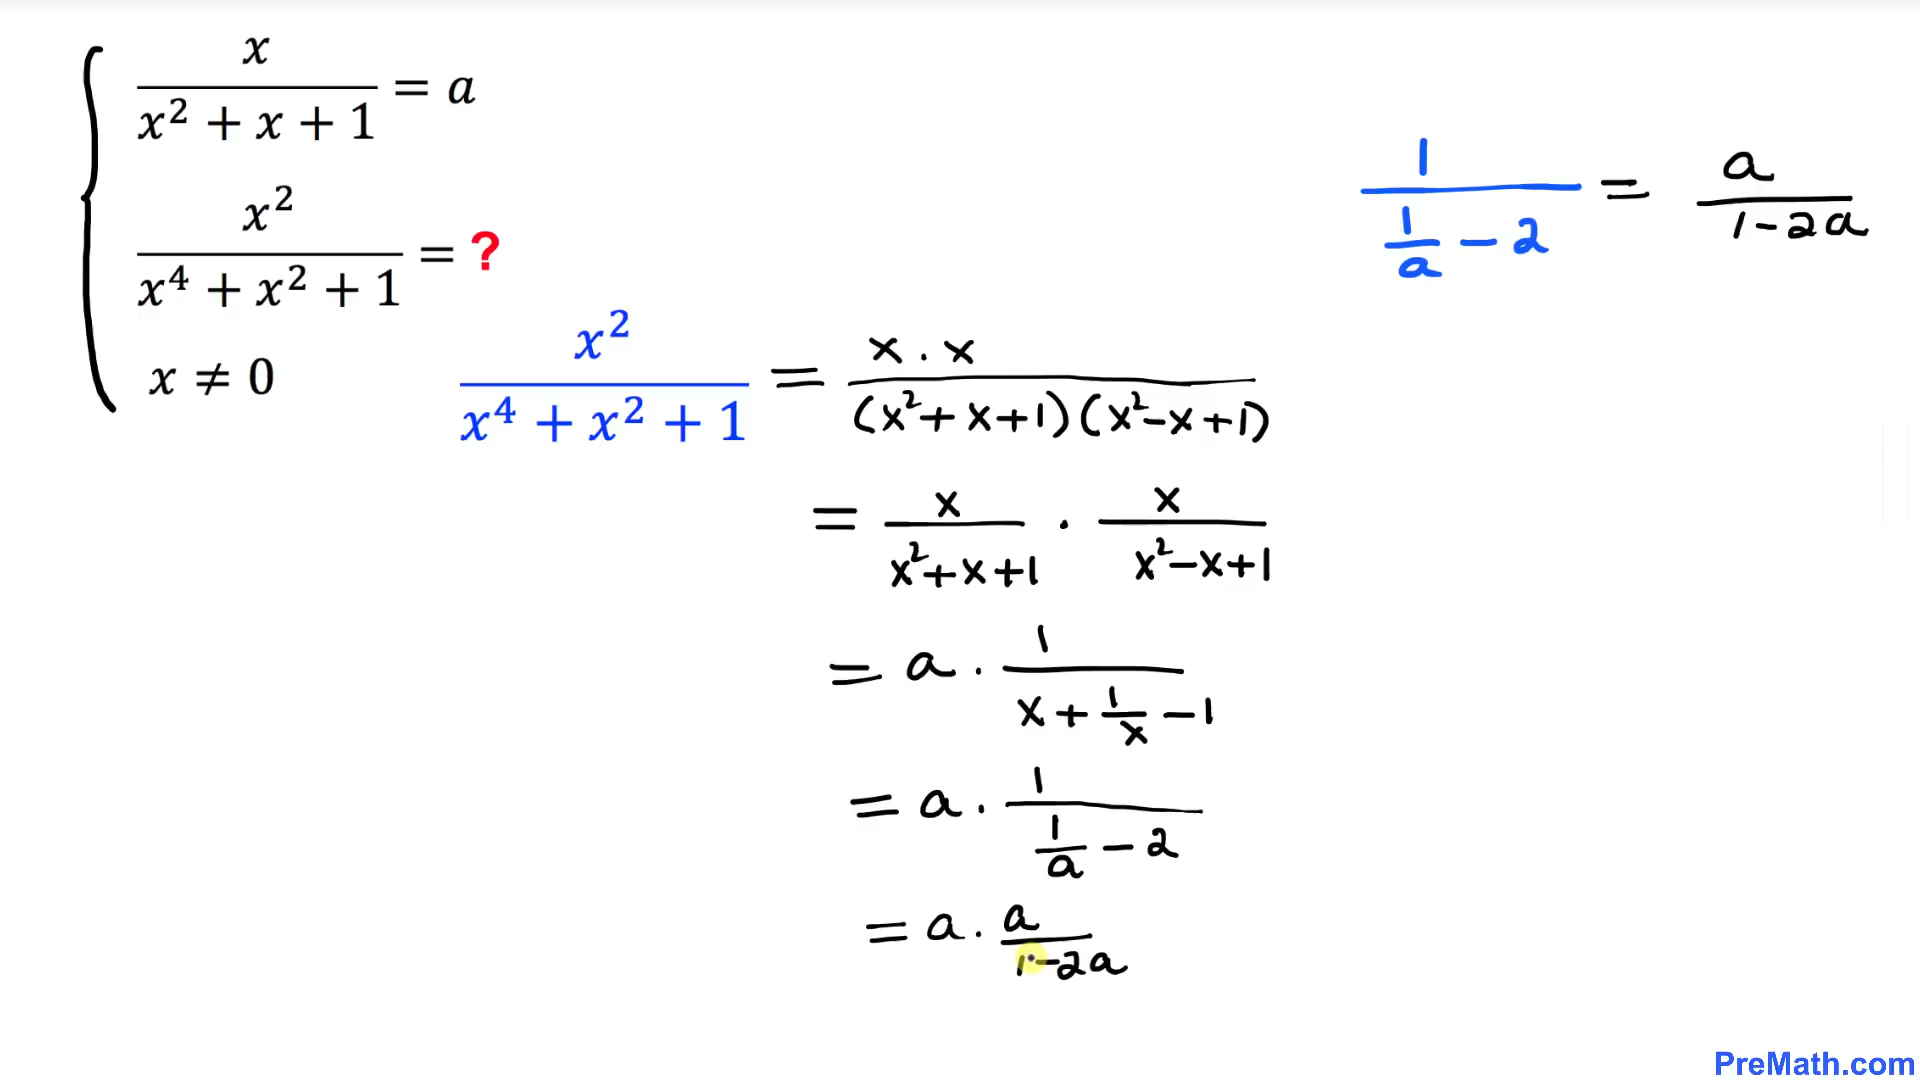 x/(x² + x + 1) = a
x²/(x⁴ + x² + 1) = ?
x ≠ 0
1/(1/a - 2) = a/(1-2a)
x²/(x⁴ + x² + 1) = x·x/((x²+x+1)(x²-x+1))
= x/(x²+x+1) · x/(x²-x+1)
= a · 1/(x + 1/x - 1)
= a · 1/(1/a - 2)
= a · a/(1-2a)
PreMath.com